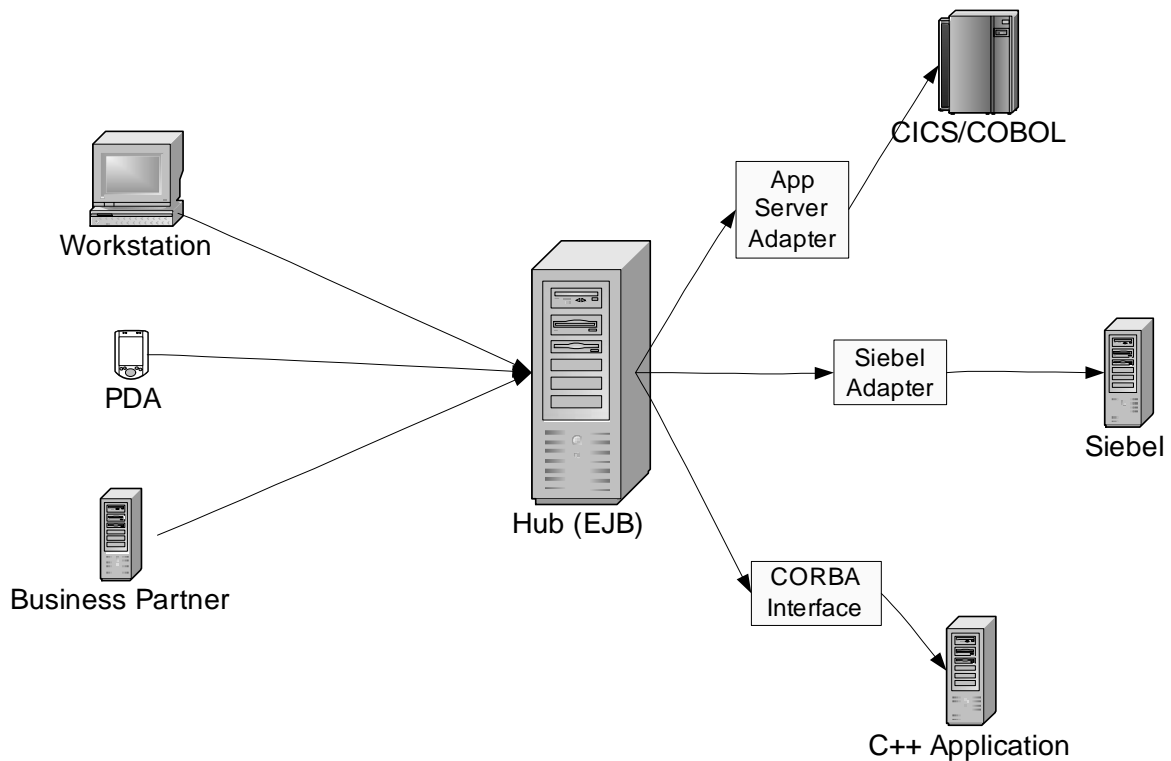 CICS/COBOL
App
Server
Adapter
Workstation
Siebel
Adapter
PDA
Siebel
Hub (EJB)
CORBA
Interface
Business Partner
C++ Application